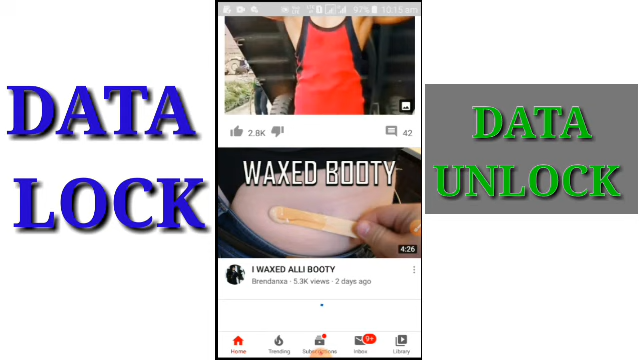 DATA
LOCK
97% 10:15 am
2.8K 42
WAXED BOOTY
4:26
I WAXED ALLI BOOTY
Brendanxa · 5.3K views · 2 days ago
9+
Home Trending Subscriptions Inbox Library
DATA
UNLOCK